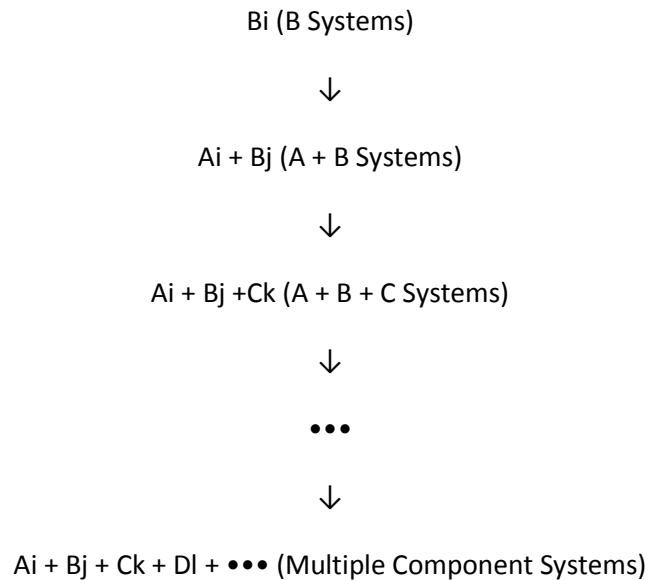 Bi (B Systems)
↓
Ai + Bj (A + B Systems)
↓
Ai + Bj +Ck (A + B + C Systems)
↓
•••
↓
Ai + Bj + Ck + Dl + ••• (Multiple Component Systems)